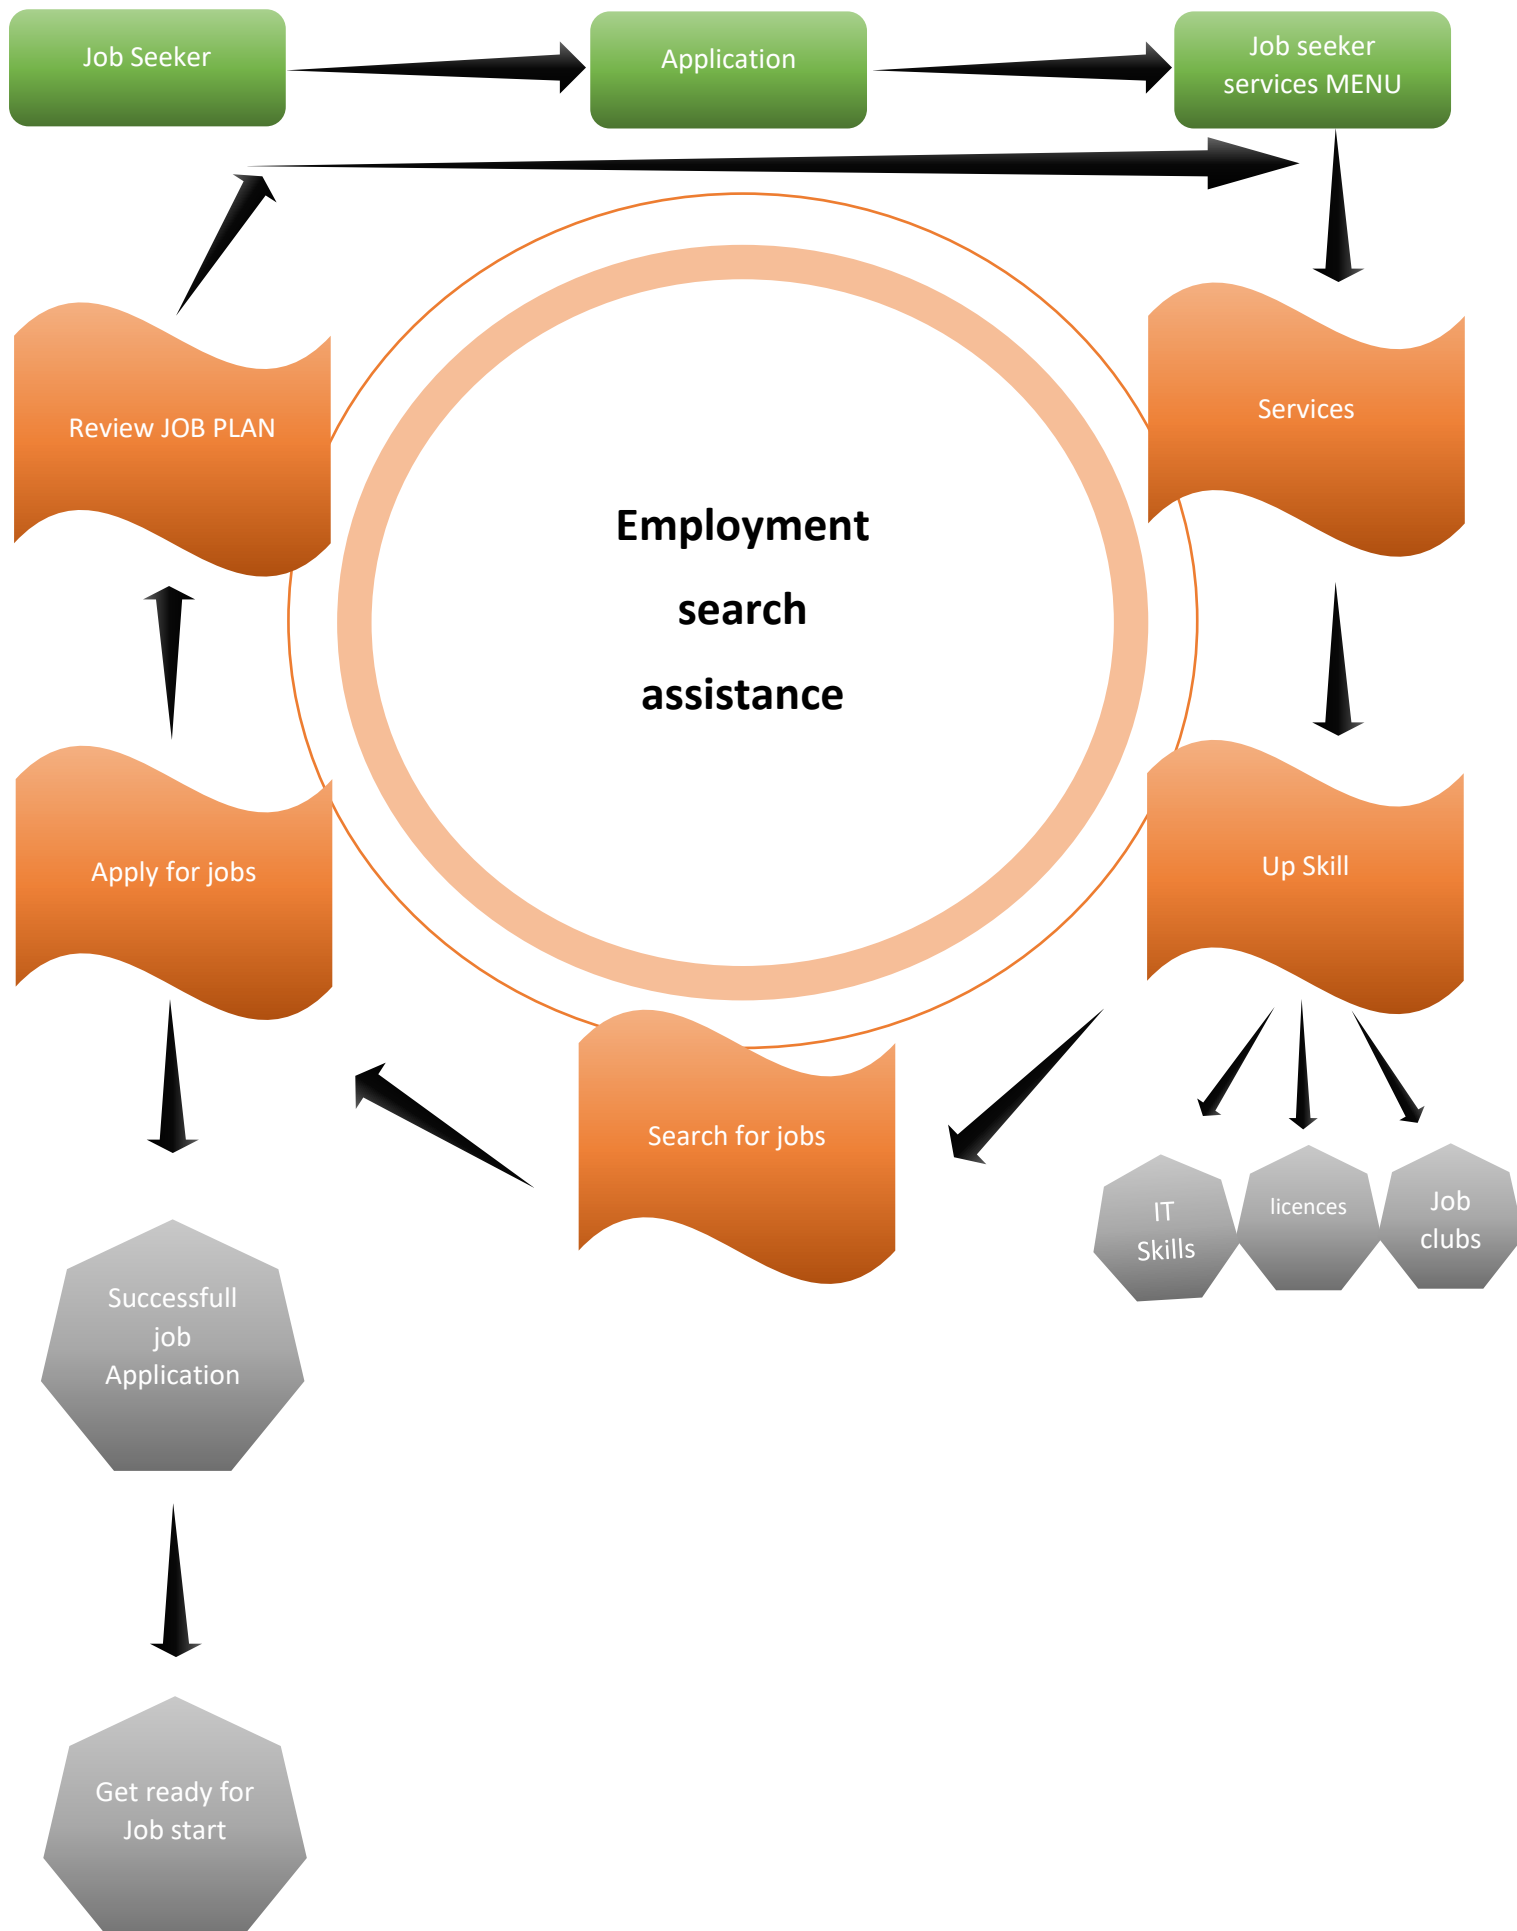 Job Seeker
Application
Job seeker
services MENU
Review JOB PLAN
Services
Employment
search
assistance
Apply for jobs
Up Skill
Search for jobs
IT
Skills
licences
Job
clubs
Successfull
job
Application
Get ready for
Job start